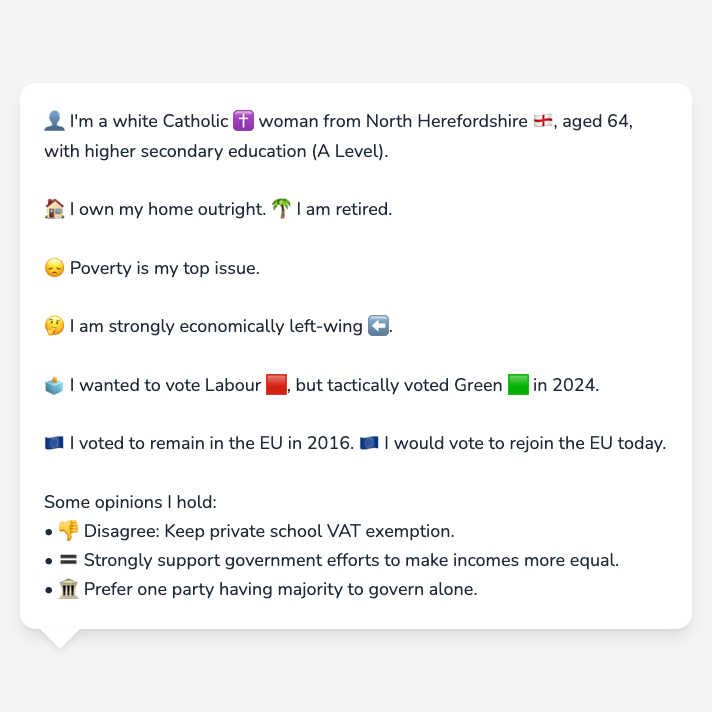 👤 I'm a white Catholic ✝️ woman from North Herefordshire 🏴󠁧󠁢󠁥󠁮󠁧󠁿, aged 64,
with higher secondary education (A Level).
🏠 I own my home outright. 🌴 I am retired.
😞 Poverty is my top issue.
🤔 I am strongly economically left-wing ⬅️.
🗳️ I wanted to vote Labour 🟥, but tactically voted Green 🟩 in 2024.
🇪🇺 I voted to remain in the EU in 2016. 🇪🇺 I would vote to rejoin the EU today.
Some opinions I hold:
• 👎 Disagree: Keep private school VAT exemption.
• 🟰 Strongly support government efforts to make incomes more equal.
• 🏛️ Prefer one party having majority to govern alone.